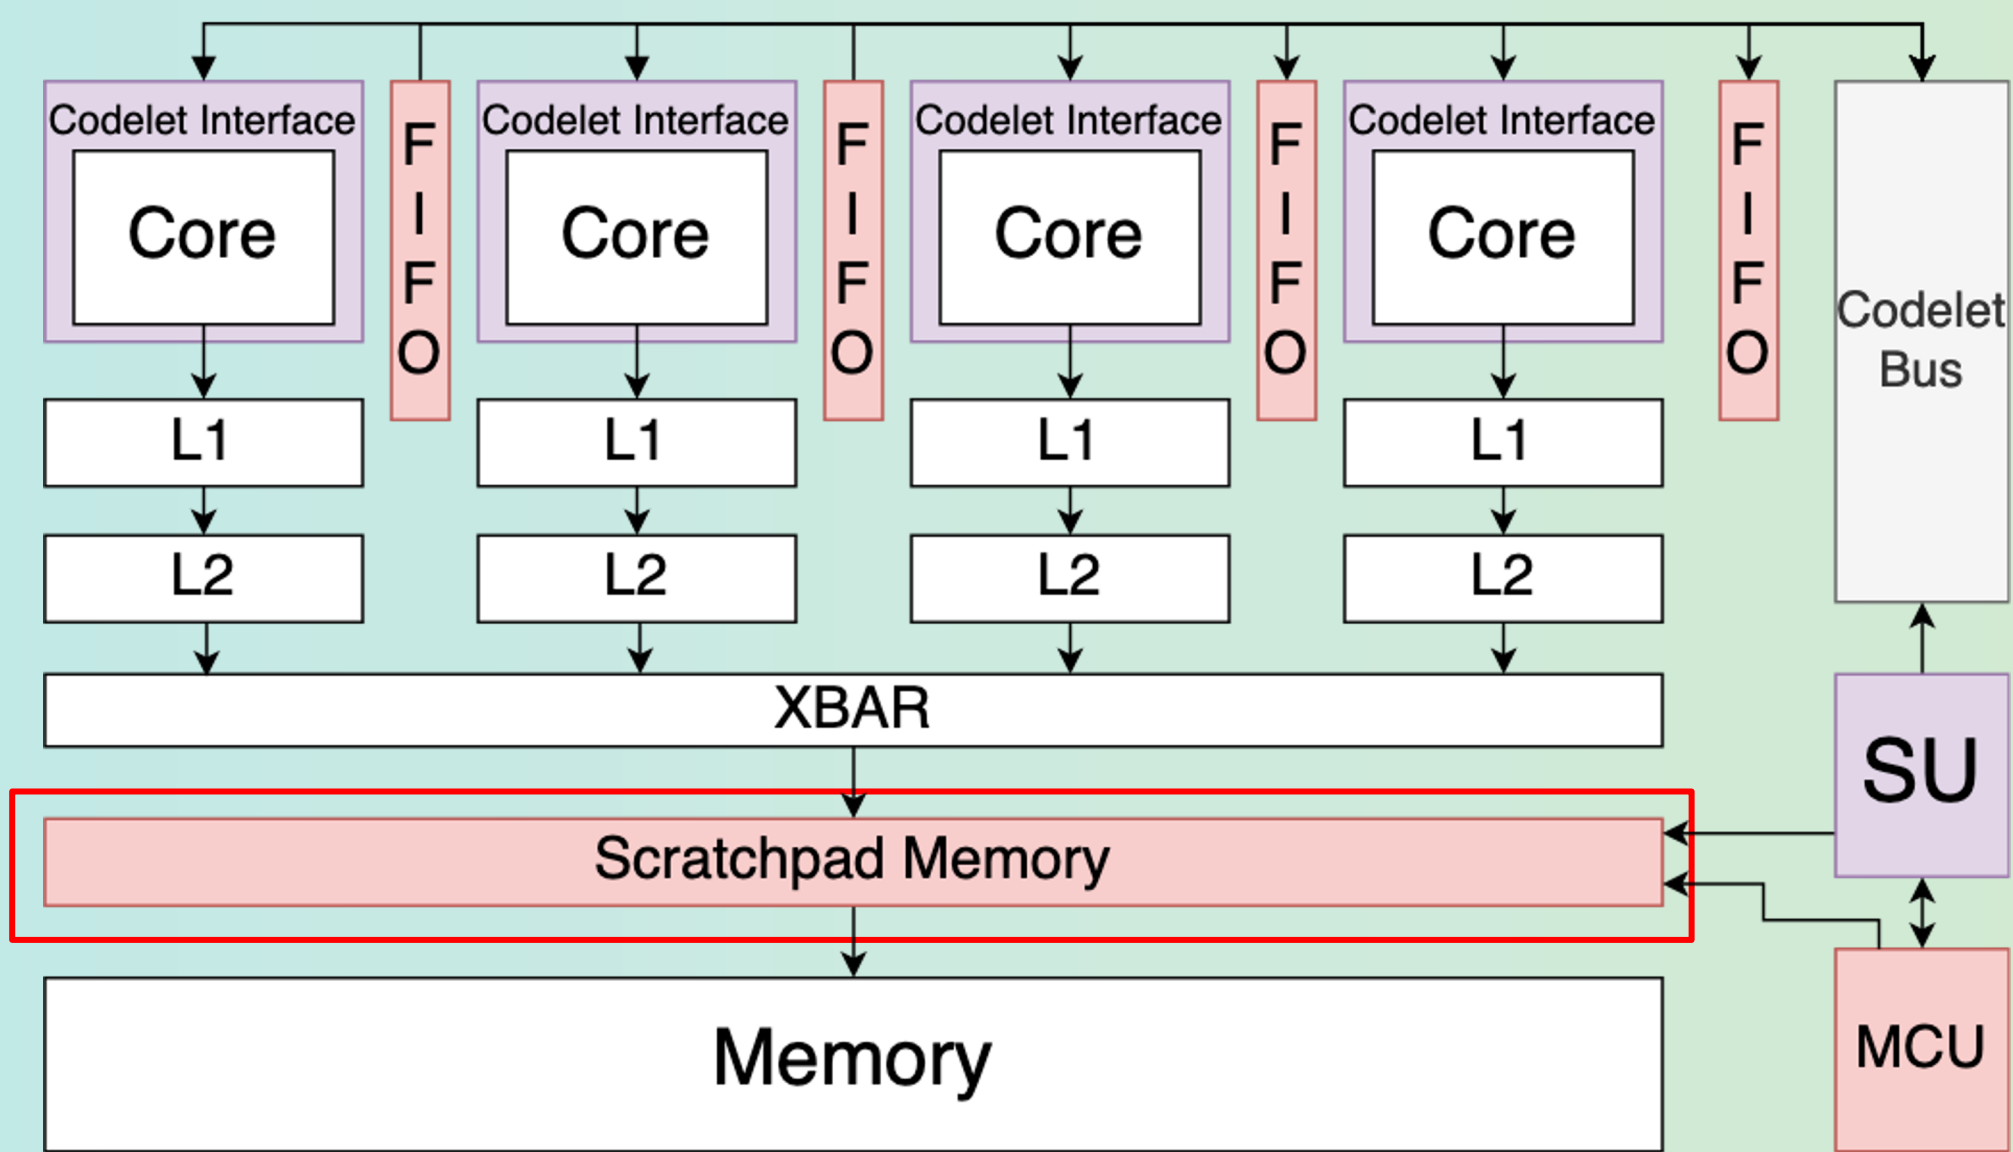 Codelet Interface
Core
F
I
F
O
Codelet Interface
Core
F
I
F
O
Codelet Interface
Core
F
I
F
O
Codelet Interface
Core
F
I
F
O
Codelet
Bus
L1
L1
L1
L1
L2
L2
L2
L2
XBAR
SU
Scratchpad Memory
Memory
MCU